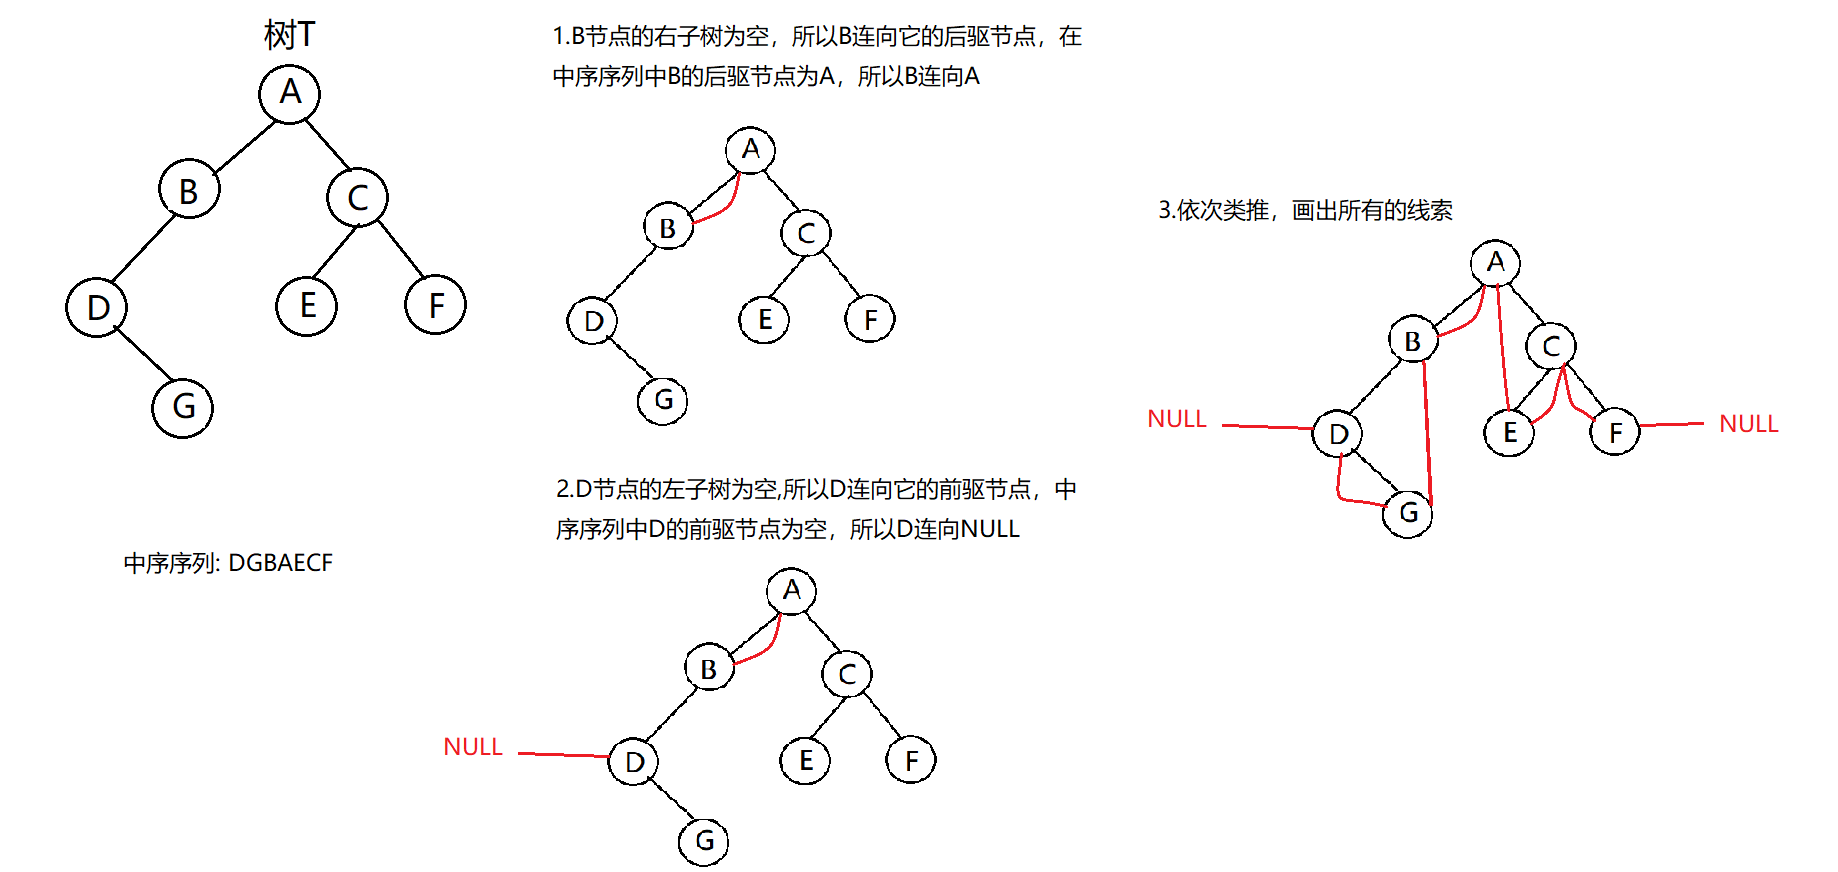 树T
A
B
C
D
E
F
G
中序序列: DGBAECF
1.B节点的右子树为空，所以B连向它的后驱节点，在
中序序列中B的后驱节点为A，所以B连向A
A
B
C
D
E
F
G
2.D节点的左子树为空,所以D连向它的前驱节点，中
序序列中D的前驱节点为空，所以D连向NULL
A
B
C
NULL
D
E
F
G
3.依次类推，画出所有的线索
A
B
C
NULL
D
E
F
NULL
G